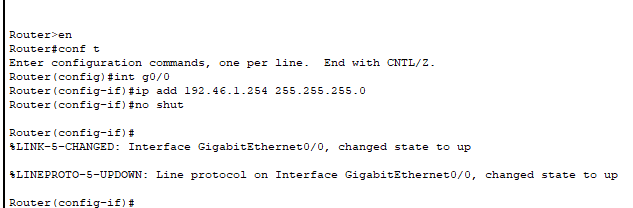 Router>en
Router#conf t
Enter configuration commands, one per line.  End with CNTL/Z.
Router(config)#int g0/0
Router(config-if)#ip add 192.46.1.254 255.255.255.0
Router(config-if)#no shut
Router(config-if)#
%LINK-5-CHANGED: Interface GigabitEthernet0/0, changed state to up
%LINEPROTO-5-UPDOWN: Line protocol on Interface GigabitEthernet0/0, changed state to up
Router(config-if)#